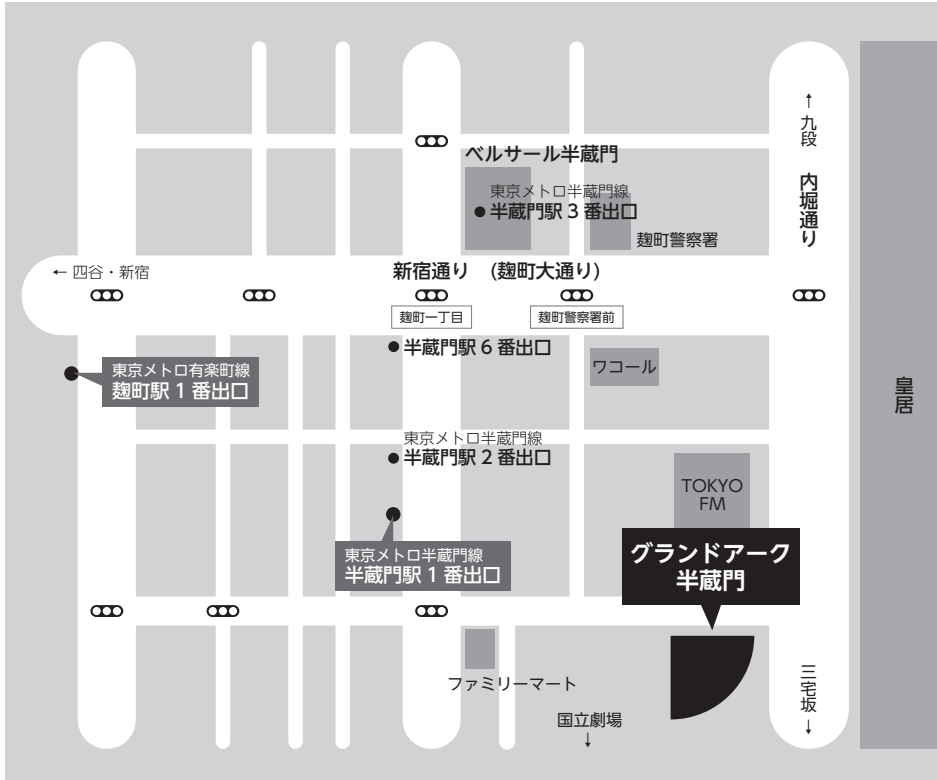 ↑
九段
内堀通り
ベルサール半蔵門
東京メトロ半蔵門線
半蔵門駅 3 番出口
麹町警察署
← 四谷・新宿
新宿通り (麹町大通り)
麹町一丁目
麹町警察署前
半蔵門駅 6 番出口
ワコール
東京メトロ有楽町線
麹町駅 1 番出口
皇居
東京メトロ半蔵門線
半蔵門駅 2 番出口
TOKYO
FM
東京メトロ半蔵門線
半蔵門駅 1 番出口
グランドアーク
半蔵門
ファミリーマート
国立劇場
↓
三宅坂
↓